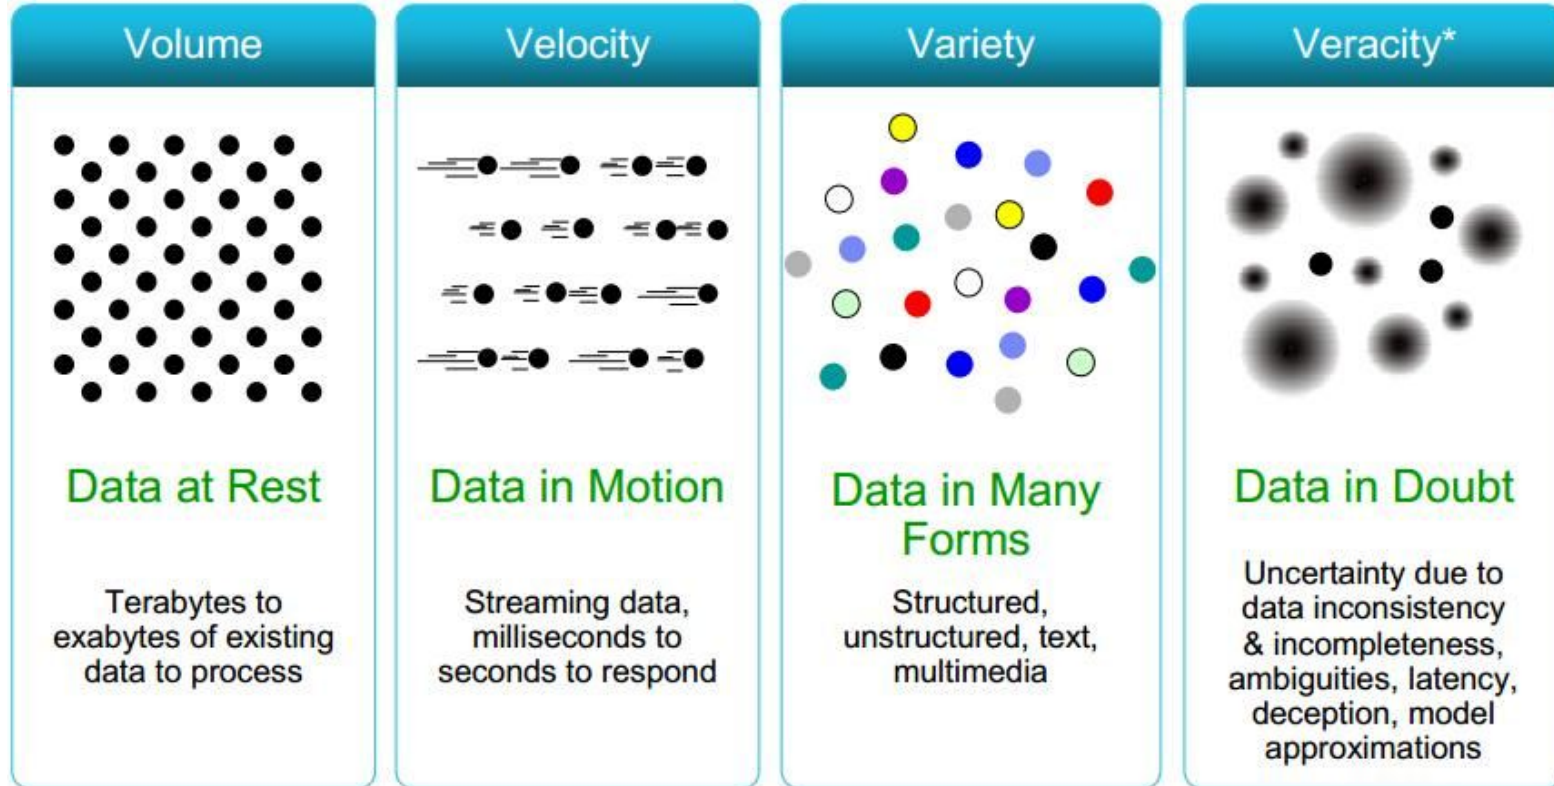 Volume
Data at Rest
Terabytes to
exabytes of existing
data to process
Velocity
Data in Motion
Streaming data,
milliseconds to
seconds to respond
Variety
Data in Many
Forms
Structured,
unstructured, text,
multimedia
Veracity*
Data in Doubt
Uncertainty due to
data inconsistency
& incompleteness,
ambiguities, latency,
deception, model
approximations